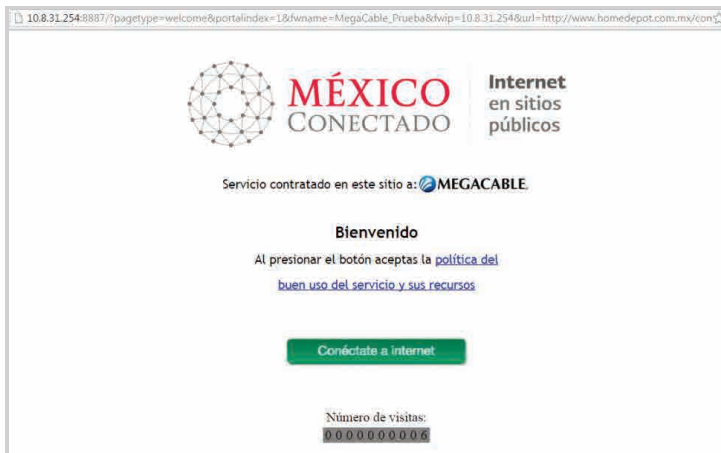 10.8.31.254:8887/?pagetype=welcome&portalindex=1&fwname=MegaCable_Prueba&fwip=10.8.31.254&url=http://www.homedepot.com.mx/com
MÉXICO
CONECTADO
Internet
en sitios
públicos
Servicio contratado en este sitio a: MEGACABLE
Bienvenido
Al presionar el botón aceptas la política del
buen uso del servicio y sus recursos
Conéctate a internet
Número de visitas:
0000000006